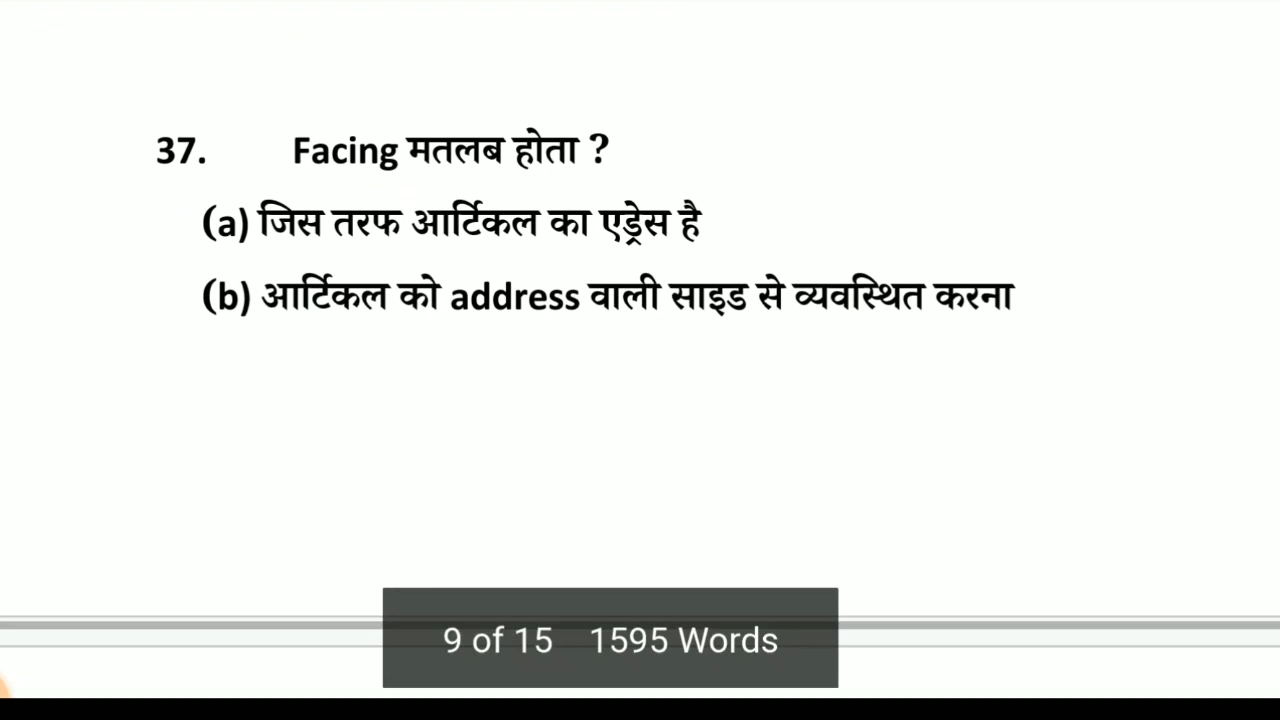 37. Facing मतलब होता ?
(a) जिस तरफ आर्टिकल का एड्रेस है
(b) आर्टिकल को address वाली साइड से व्यवस्थित करना
9 of 15 1595 Words